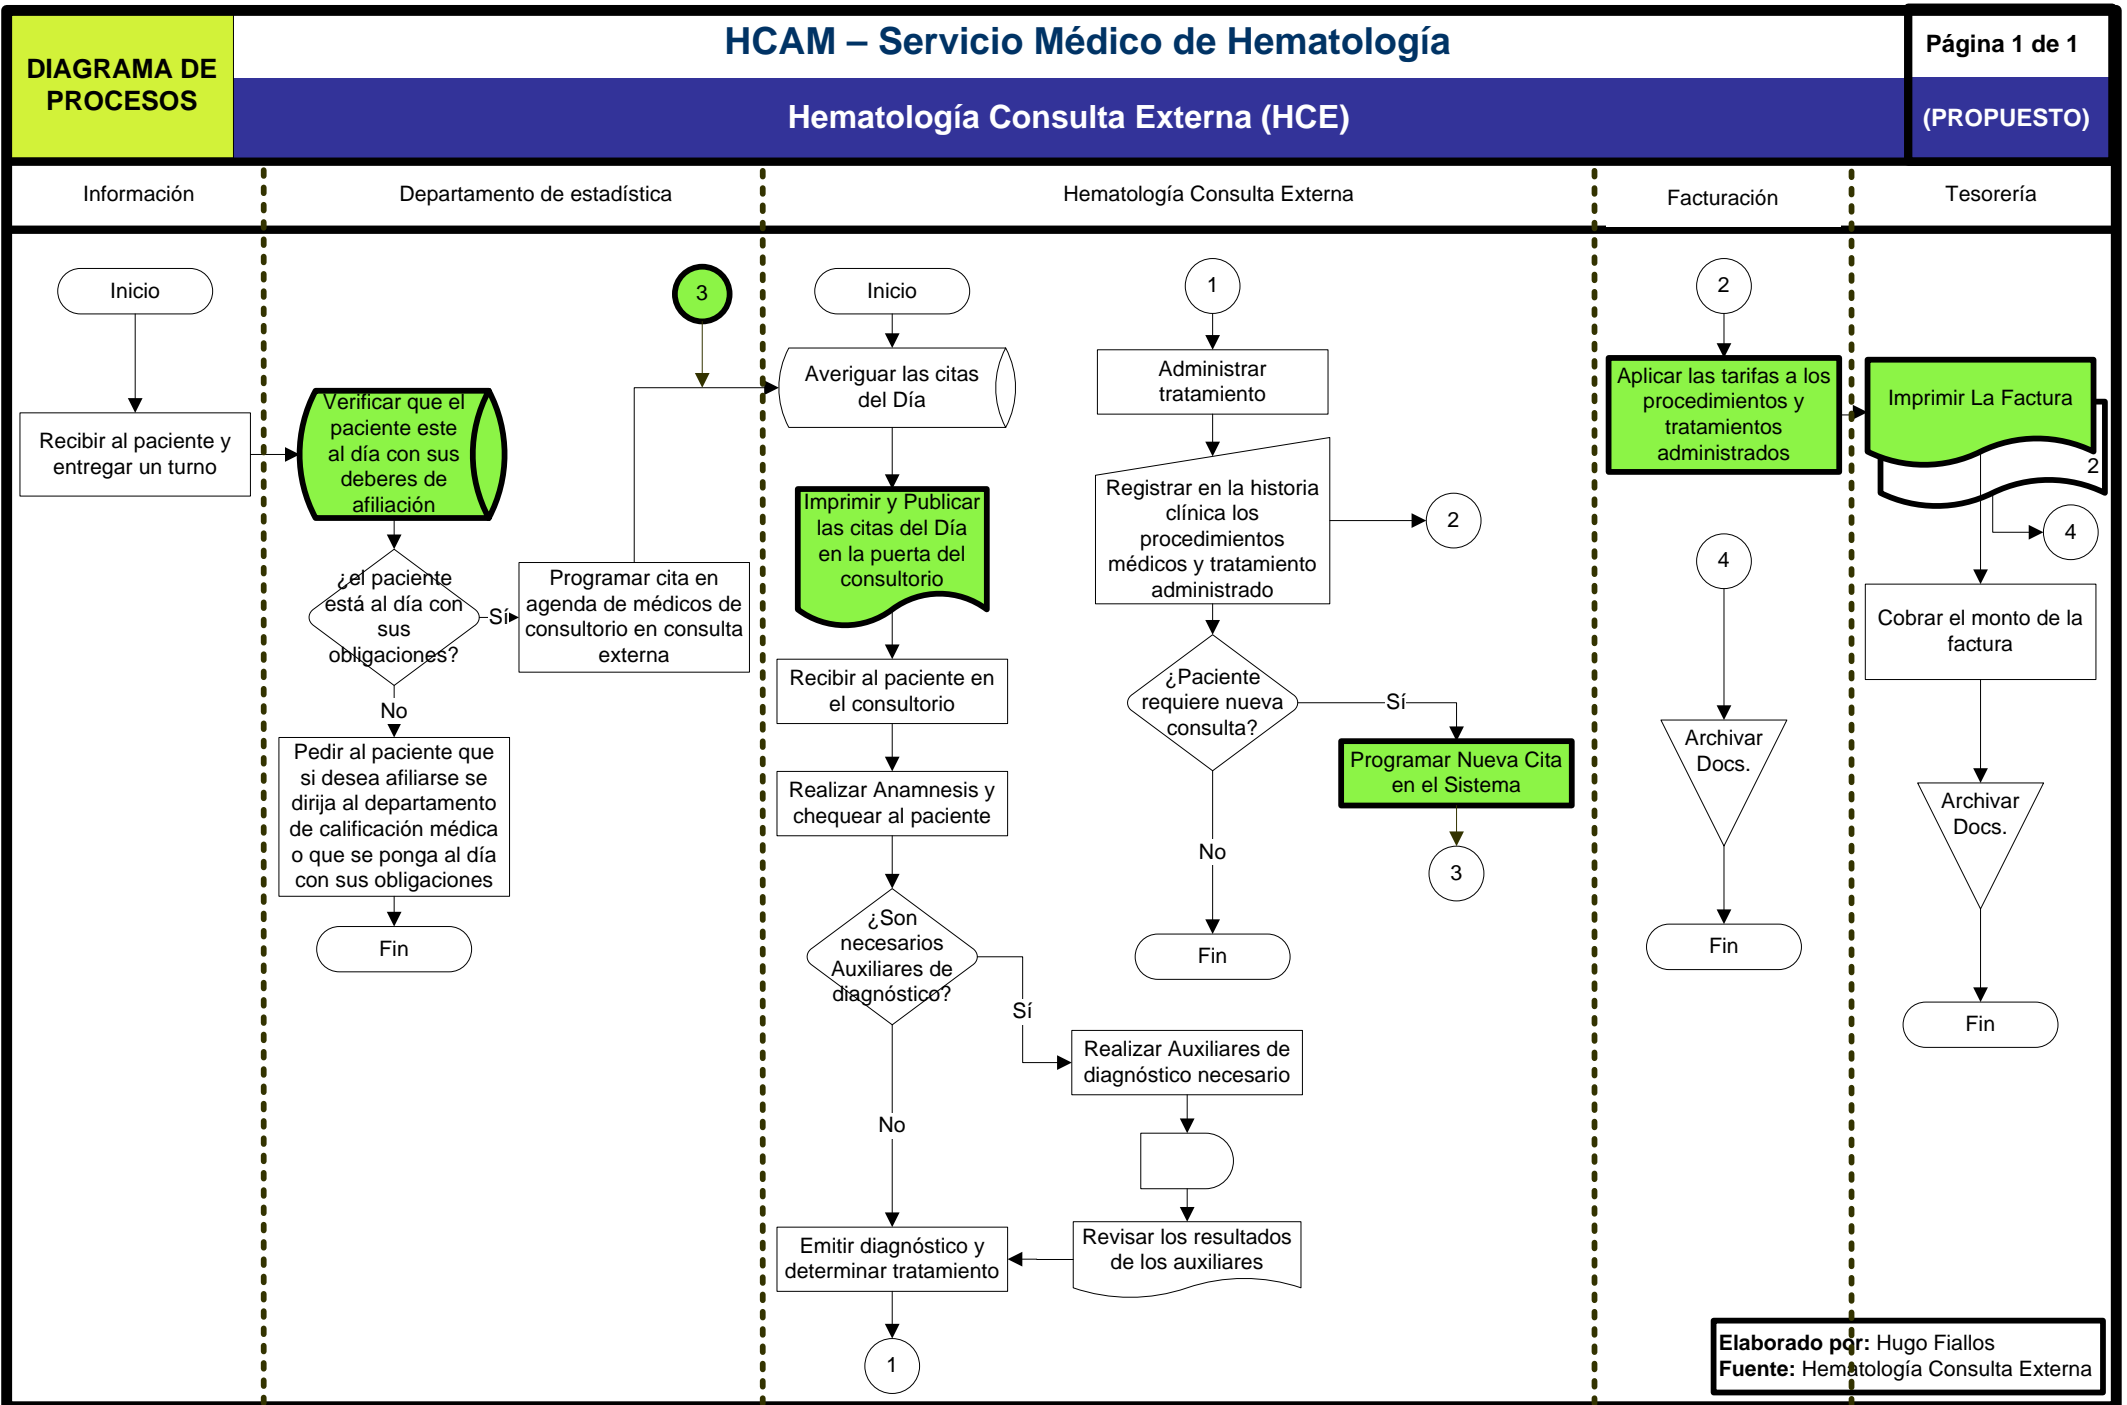 DIAGRAMA DE
PROCESOS
HCAM – Servicio Médico de Hematología
Hematología Consulta Externa (HCE)
Página 1 de 1
(PROPUESTO)
Información
Departamento de estadística
Hematología Consulta Externa
Facturación
Tesorería
Inicio
Recibir al paciente y
entregar un turno
3
Verificar que el
paciente este
al día con sus
deberes de
afiliación
¿el paciente
está al día con
sus
obligaciones?
Sí
Programar cita en
agenda de médicos de
consultorio en consulta
externa
No
Pedir al paciente que
si desea afiliarse se
dirija al departamento
de calificación médica
o que se ponga al día
con sus obligaciones
Fin
Inicio
Averiguar las citas
del Día
Imprimir y Publicar
las citas del Día
en la puerta del
consultorio
Recibir al paciente en
el consultorio
Realizar Anamnesis y
chequear al paciente
¿Son
necesarios
Auxiliares de
diagnóstico?
Sí
No
Realizar Auxiliares de
diagnóstico necesario
Revisar los resultados
de los auxiliares
Emitir diagnóstico y
determinar tratamiento
1
1
Administrar
tratamiento
Registrar en la historia
clínica los
procedimientos
médicos y tratamiento
administrado
2
¿Paciente
requiere nueva
consulta?
Sí
Programar Nueva Cita
en el Sistema
3
No
Fin
2
Aplicar las tarifas a los
procedimientos y
tratamientos
administrados
4
Archivar
Docs.
Fin
Imprimir La Factura
2
4
Cobrar el monto de la
factura
Archivar
Docs.
Fin
Elaborado por: Hugo Fiallos
Fuente: Hematología Consulta Externa